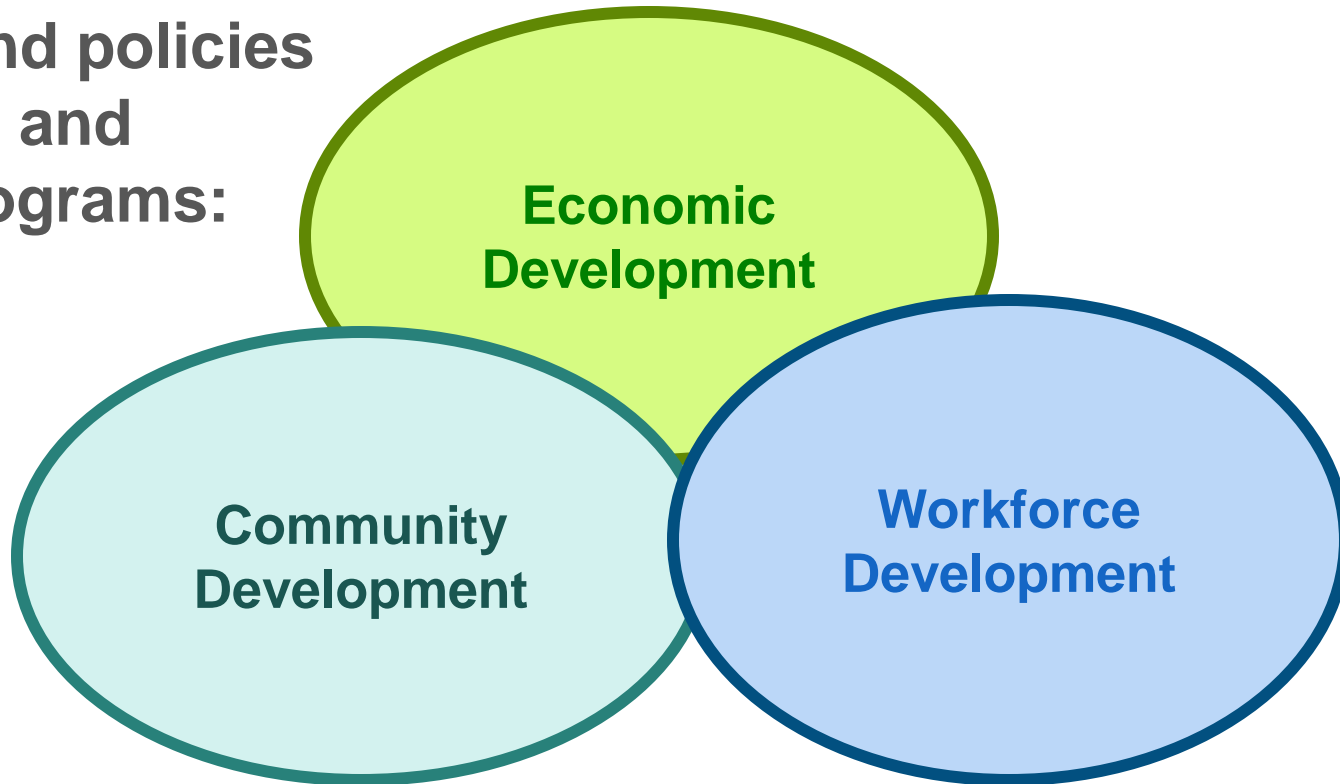 nd policies
and
ograms:
Economic
Development
Community
Development
Workforce
Development